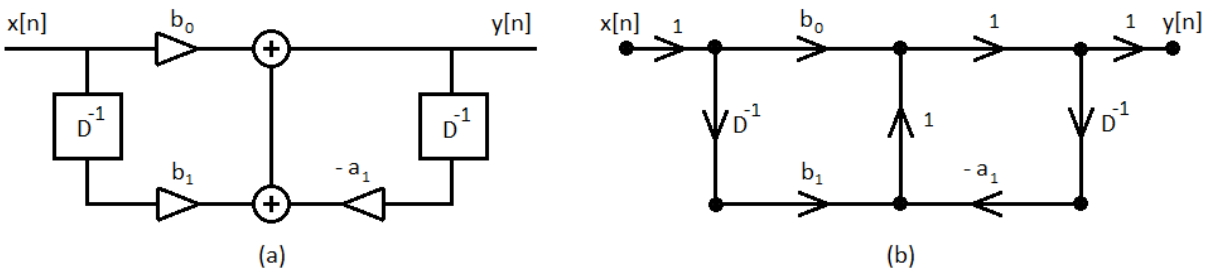 x[n] b₀ y[n]
D⁻¹ D⁻¹
b₁ - a₁
(a)
x[n] 1 b₀ 1 1 y[n]
D⁻¹ 1 D⁻¹
b₁ - a₁
(b)